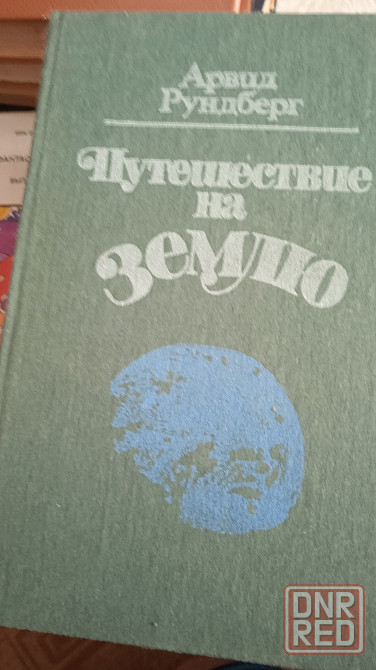 Арвид
Рундберг
Путешествие
на
Землю
DNR
RED